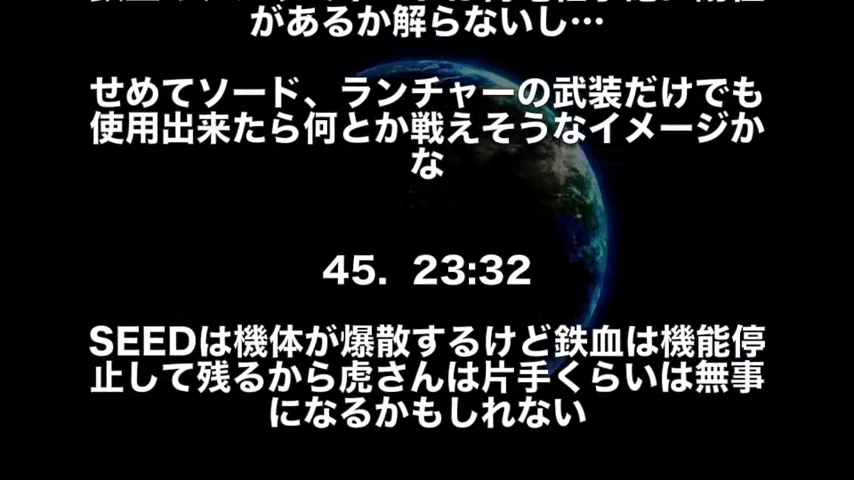 があるか解らないし…
せめてソード、ランチャーの武装だけでも
使用出来たら何とか戦えそうなイメージか
な
45. 23:32
SEEDは機体が爆散するけど鉄血は機能停
止して残るから虎さんは片手くらいは無事
になるかもしれない